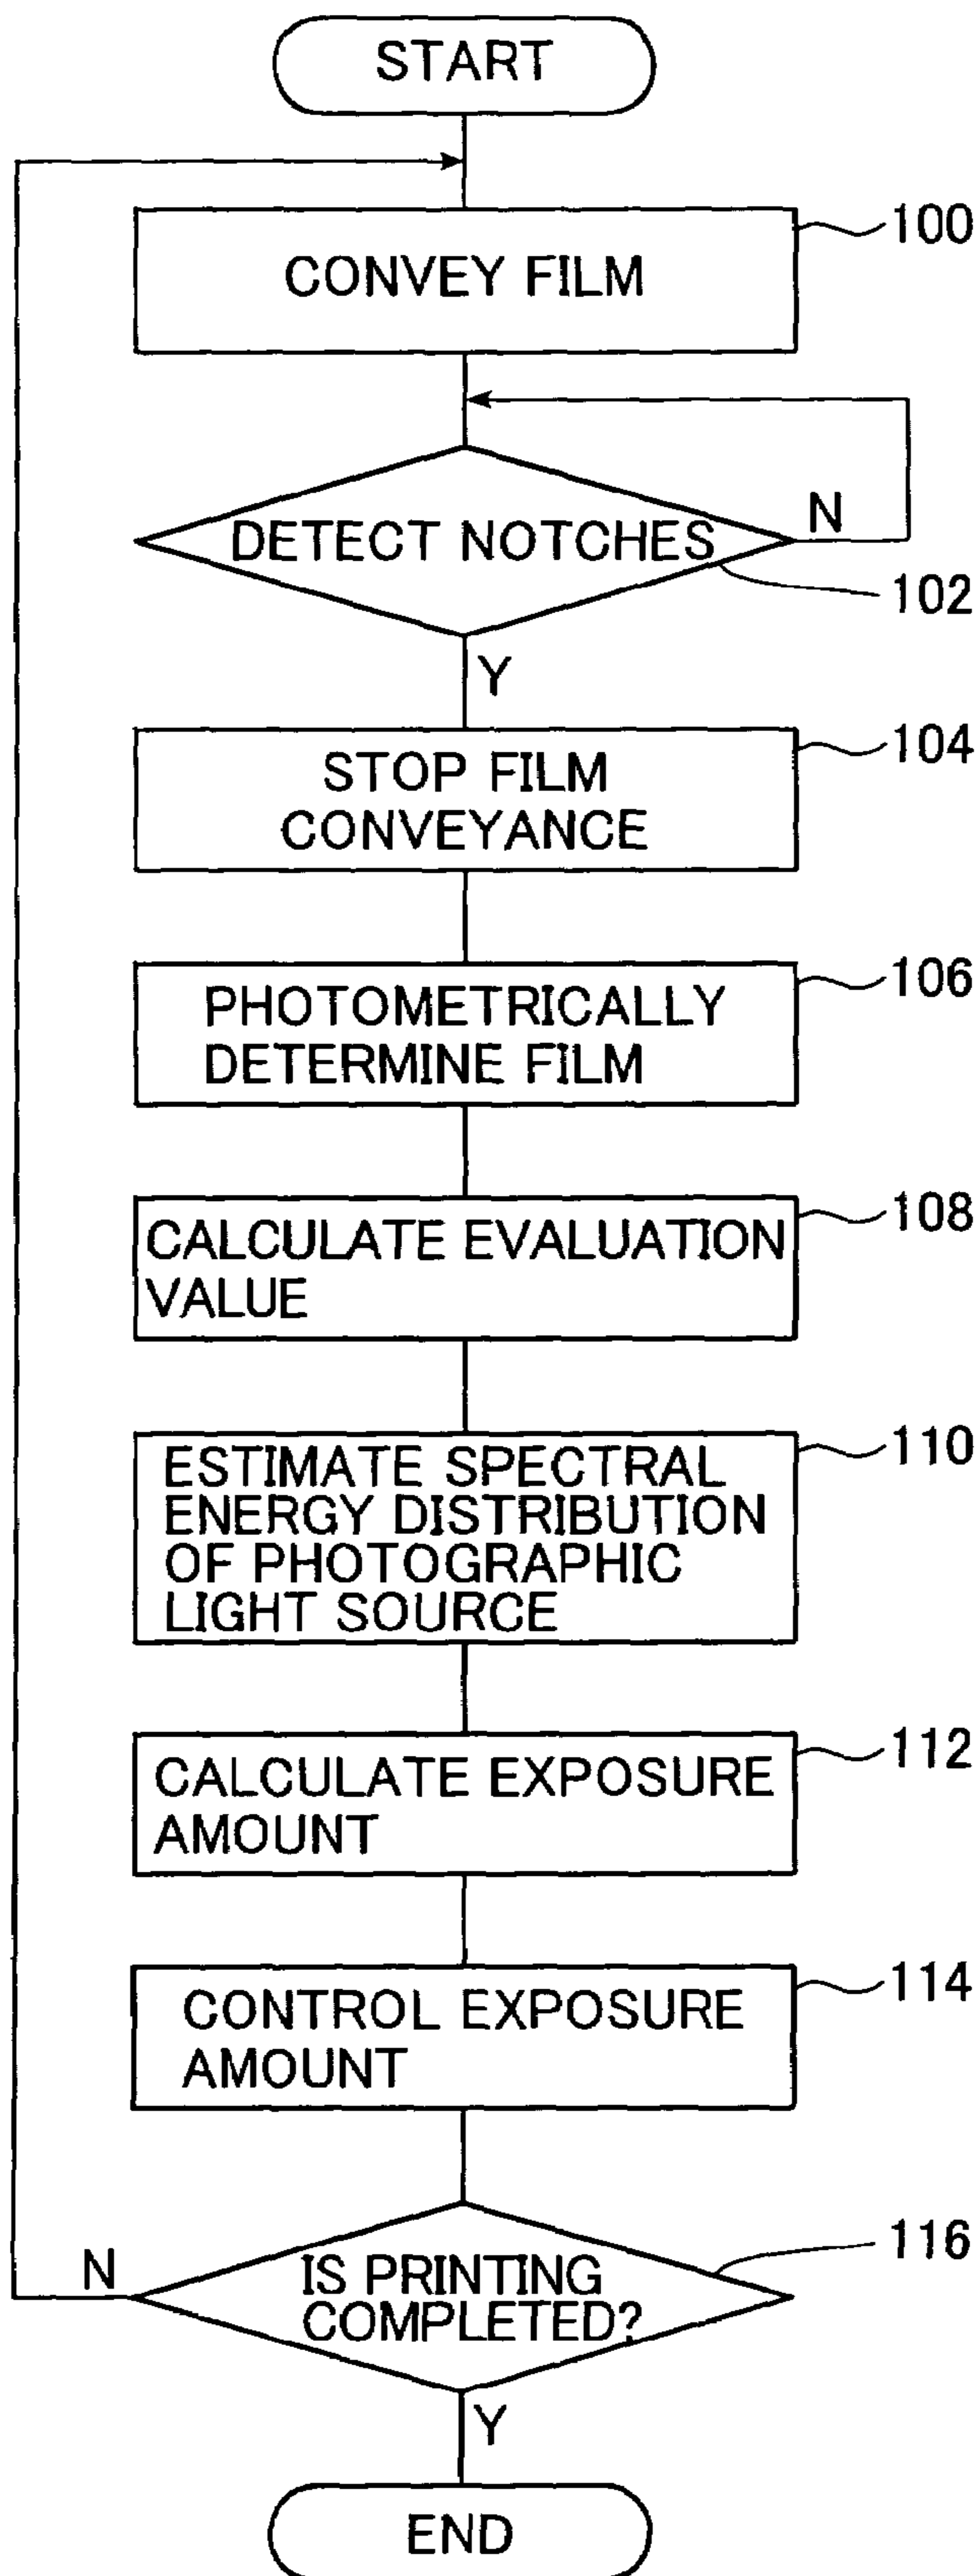 START
CONVEY FILM
100
DETECT NOTCHES
N
102
Y
STOP FILM
CONVEYANCE
104
PHOTOMETRICALLY
DETERMINE FILM
106
CALCULATE EVALUATION
VALUE
108
ESTIMATE SPECTRAL
ENERGY DISTRIBUTION
OF PHOTOGRAPHIC
LIGHT SOURCE
110
CALCULATE EXPOSURE
AMOUNT
112
CONTROL EXPOSURE
AMOUNT
114
N
IS PRINTING
COMPLETED?
116
Y
END